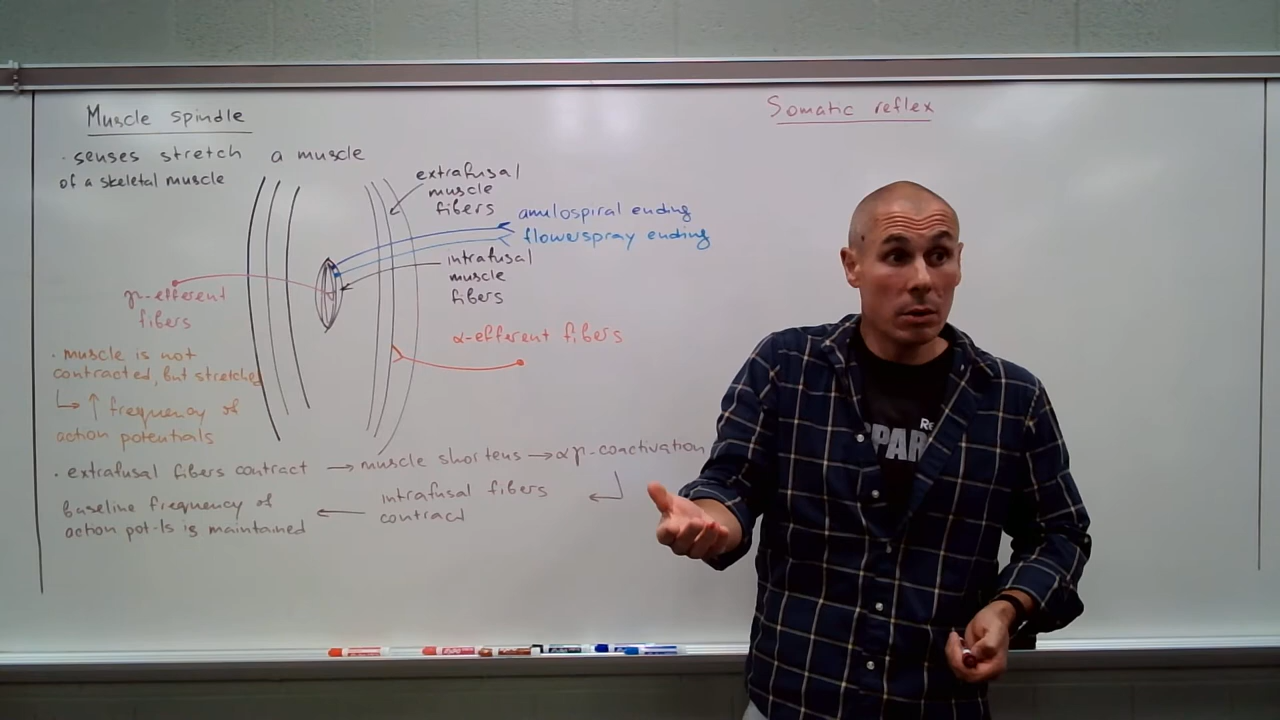 Muscle spindle
· senses stretch
of a skeletal muscle
a muscle
extrafusal
muscle
fibers
anulospiral ending
flowerspray ending
intrafusal
muscle
fibers
γ-efferent
fibers
α-efferent fibers
· muscle is not
contracted, but stretched
↳ ↑ frequency of
action potentials
· extrafusal fibers contract → muscle shortens → αγ-coactivation
intrafusal fibers
contract
←
← baseline frequency of
action pot-ls is maintained
Somatic reflex
Re
SPAR